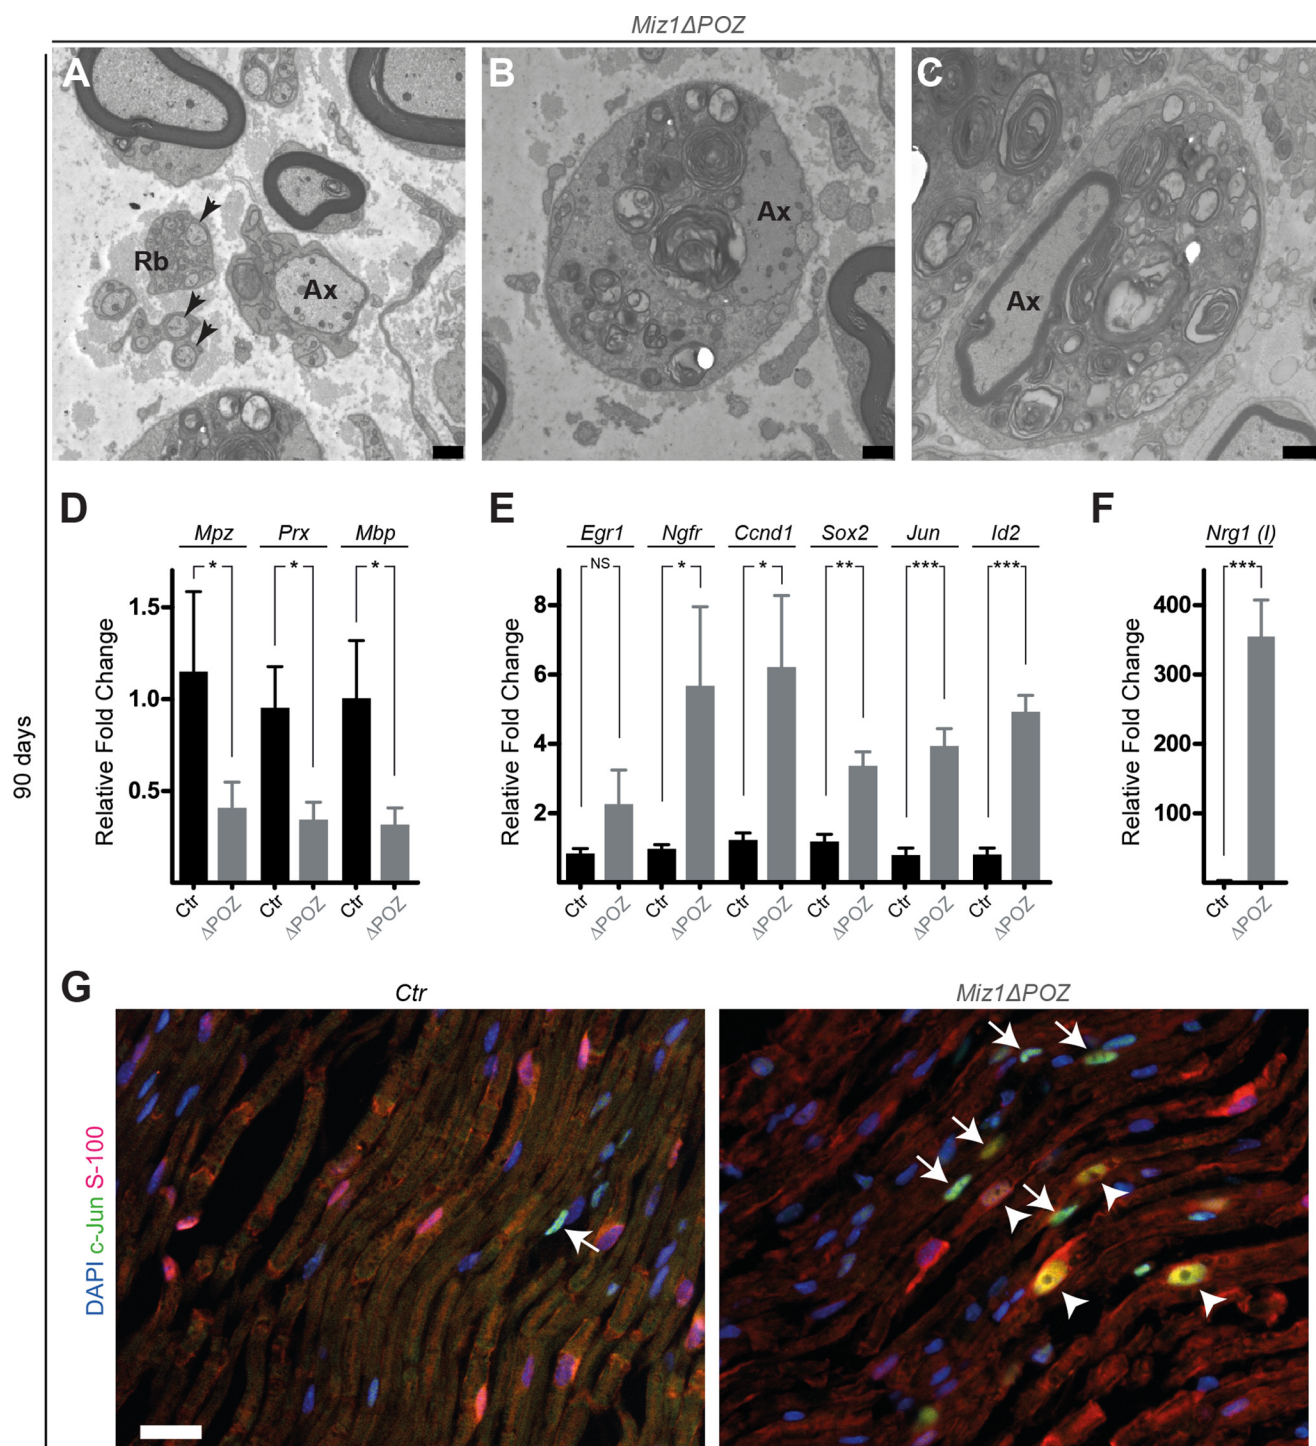 Miz1ΔPOZ
90 days
A
Rb
Ax
B
Ax
C
Ax
D
Mpz Prx Mbp
* * *
Relative Fold Change
1.5
1.0
0.5
Ctr ΔPOZ Ctr ΔPOZ Ctr ΔPOZ
E
Egr1 Ngfr Ccnd1 Sox2 Jun Id2
NS * * ** *** ***
Relative Fold Change
8
6
4
2
Ctr ΔPOZ Ctr ΔPOZ Ctr ΔPOZ Ctr ΔPOZ Ctr ΔPOZ Ctr ΔPOZ
F
Nrg1 (I)
***
Relative Fold Change
400
300
200
100
Ctr ΔPOZ
G
Ctr
Miz1ΔPOZ
DAPI c-Jun S-100